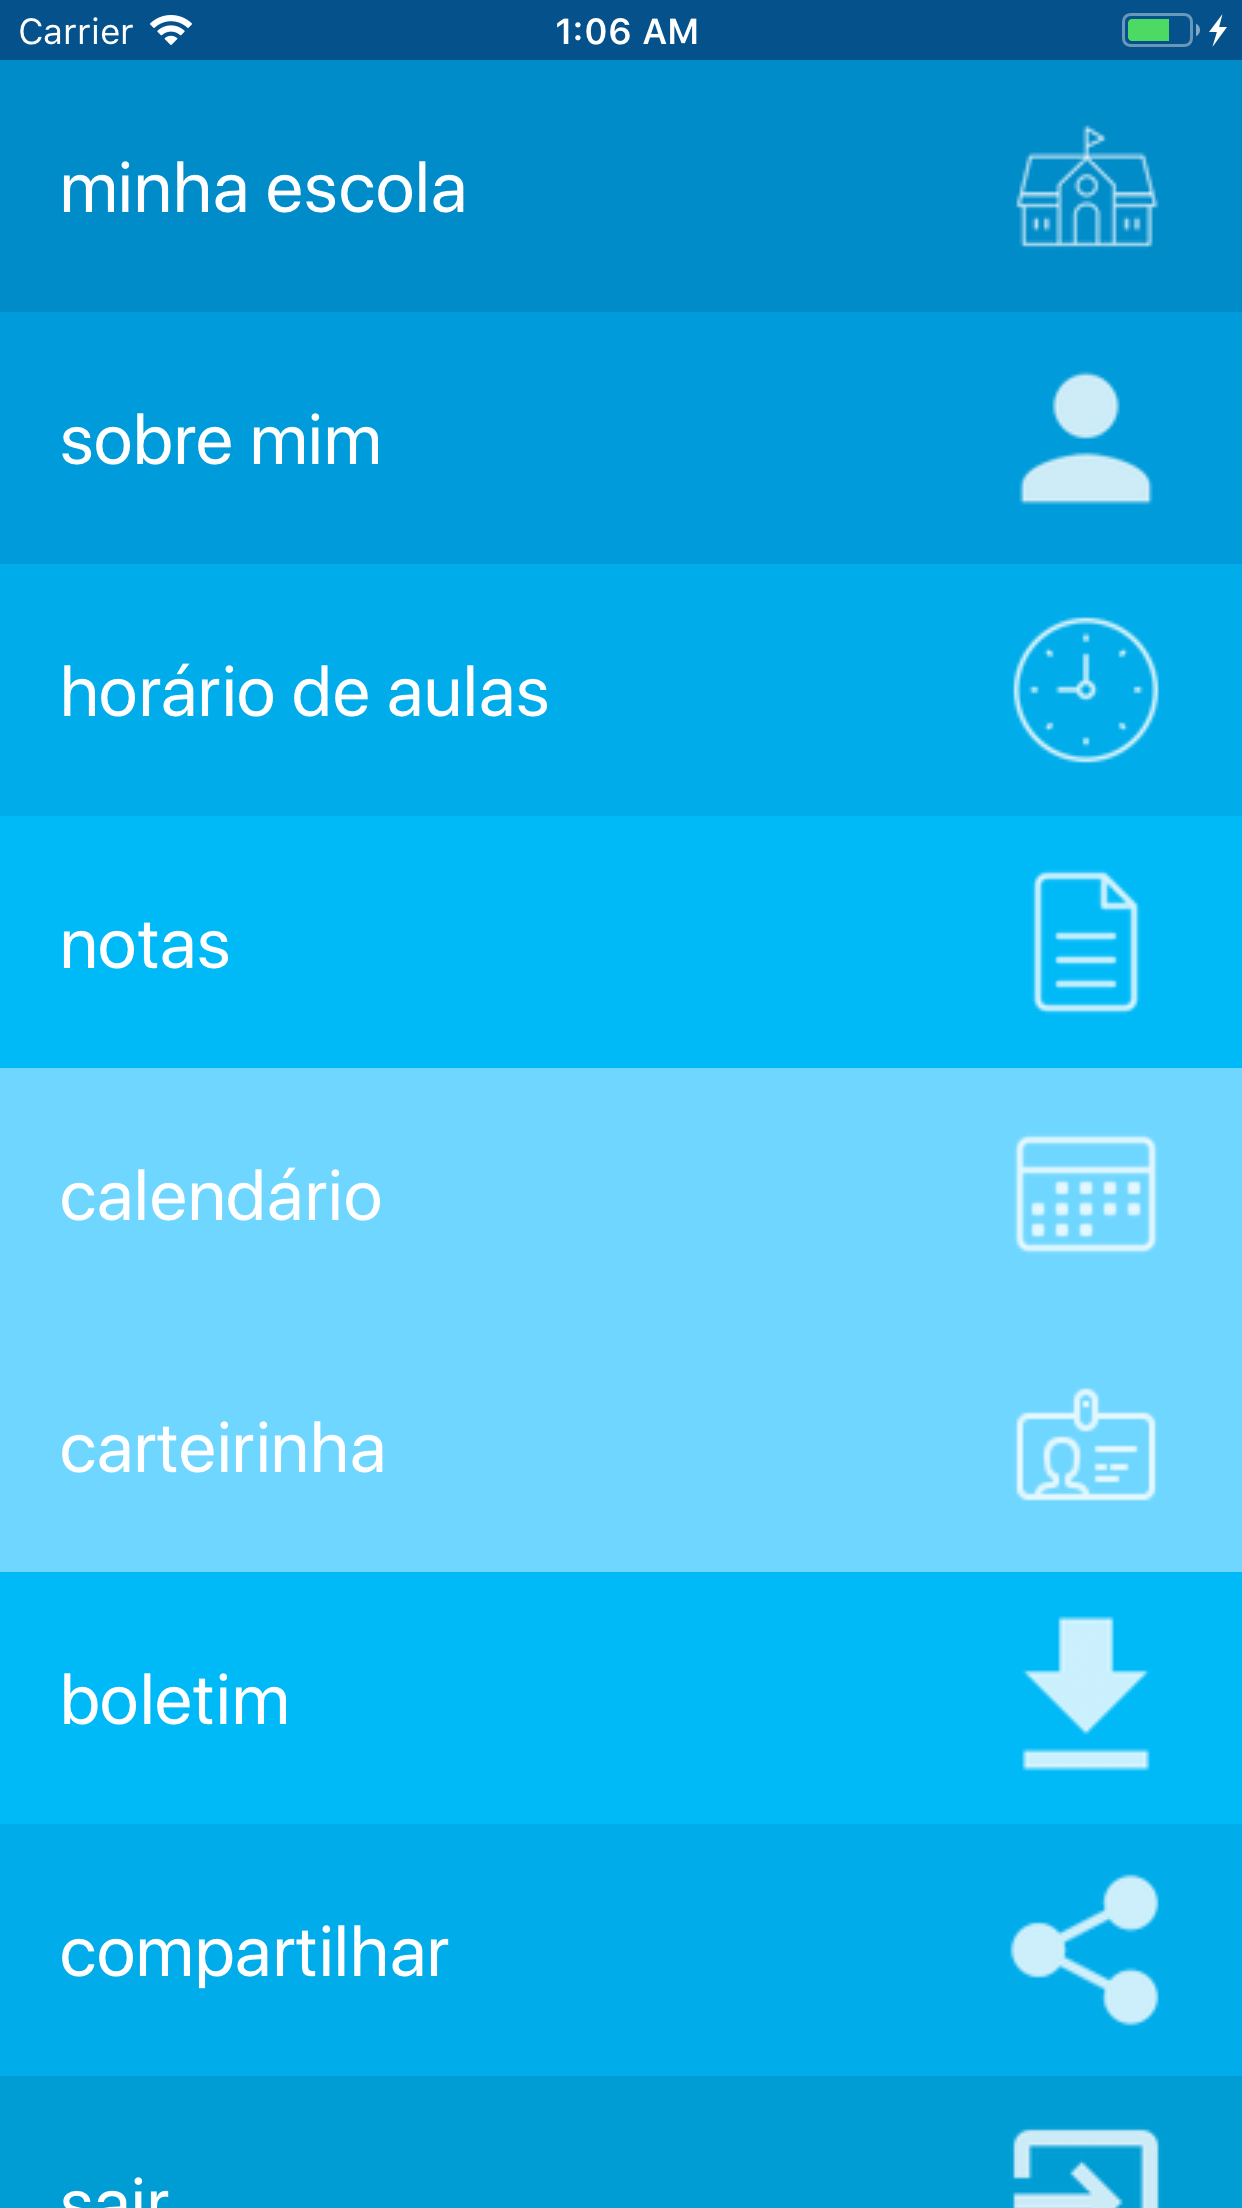 Carrier 1:06 AM
minha escola
sobre mim
horário de aulas
notas
calendário
carteirinha
boletim
compartilhar
sair